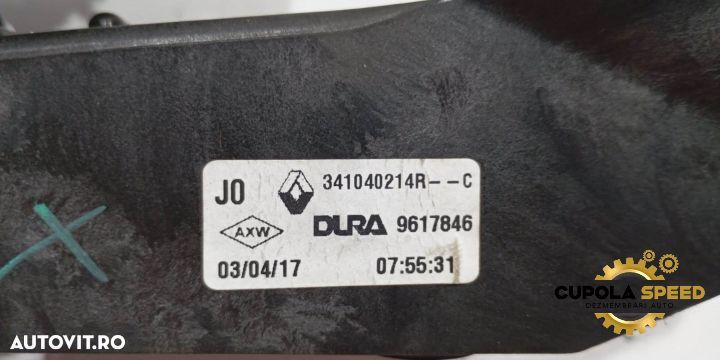 J0 341040214R--C
AXW DURA 9617846
03/04/17 07:55:31
CUPOLA SPEED
DEZMEMBRARI AUTO
AUTOVIT.RO